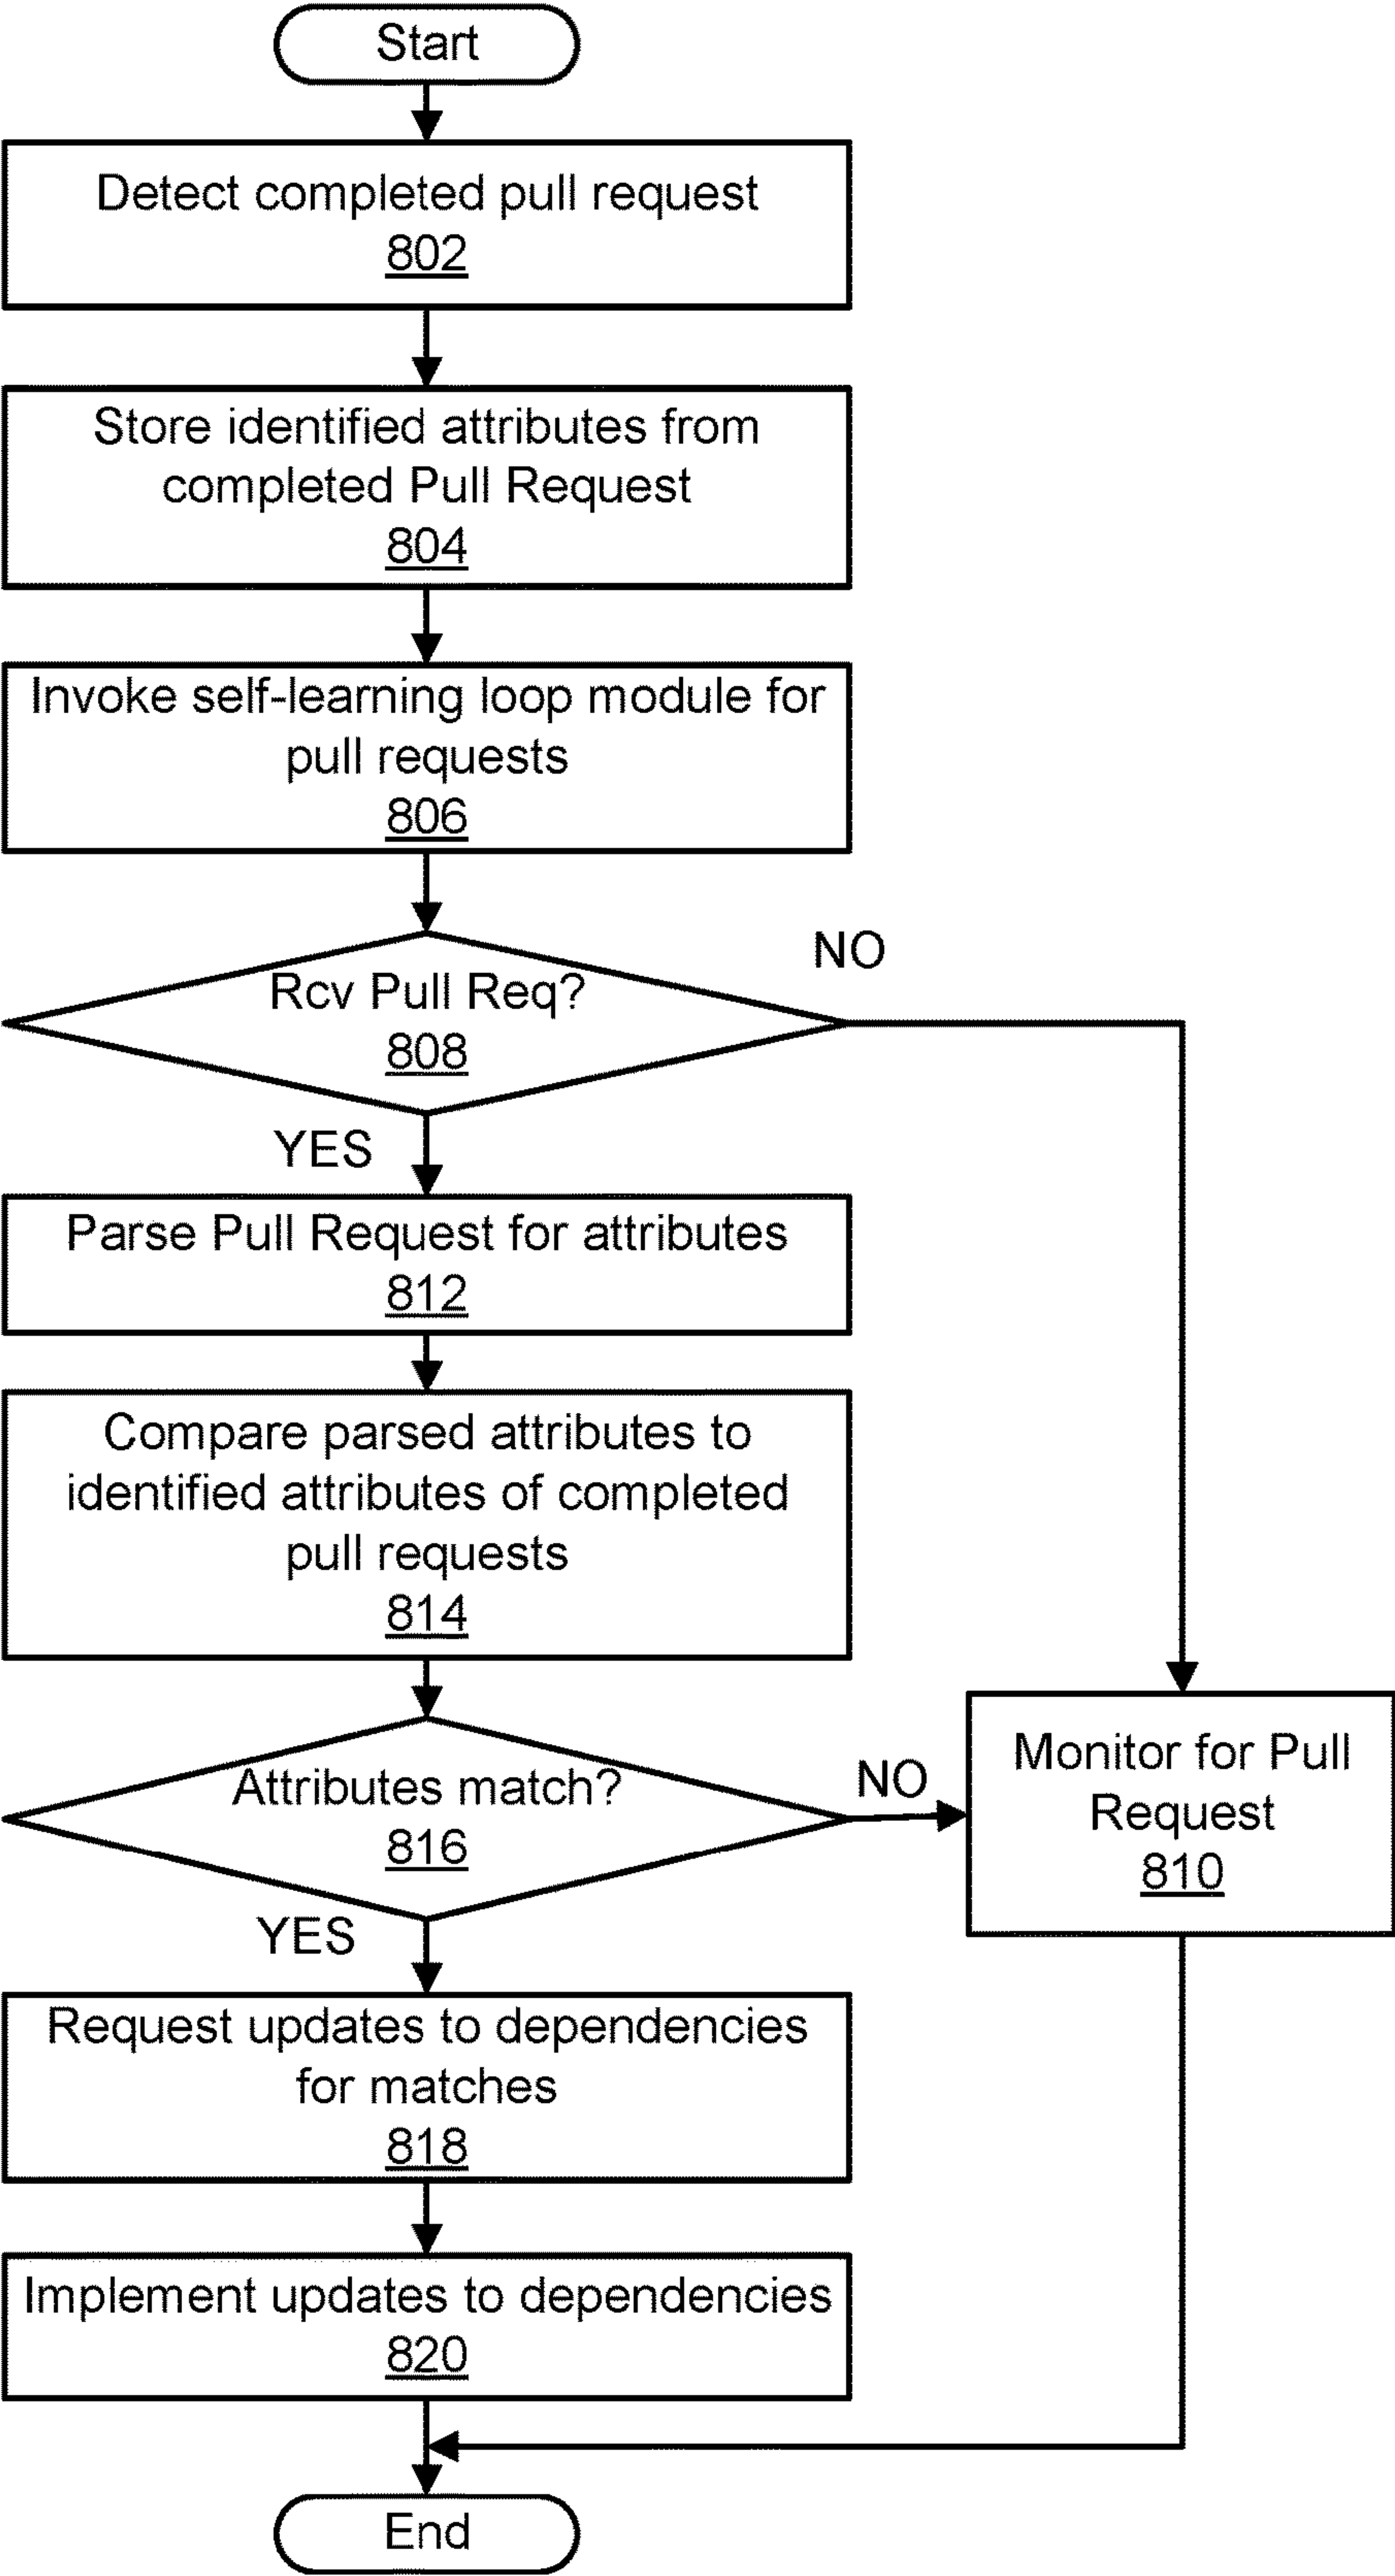 Start
Detect completed pull request
802
Store identified attributes from
completed Pull Request
804
Invoke self-learning loop module for
pull requests
806
Rcv Pull Req?
808
NO
YES
Parse Pull Request for attributes
812
Compare parsed attributes to
identified attributes of completed
pull requests
814
Attributes match?
816
NO
YES
Monitor for Pull
Request
810
Request updates to dependencies
for matches
818
Implement updates to dependencies
820
End